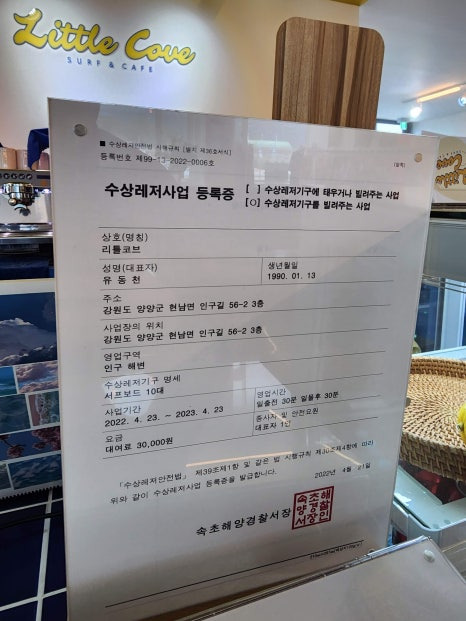 Little Cove
SURF & CAFE
■ 수상레저안전법 시행규칙 [별지 제36호서식]
등록번호 제99-13-2022-0006호
수상레저사업 등록증
[ ] 수상레저기구에 태우거나 빌려주는 사업
[O] 수상레저기구를 빌려주는 사업
상호(명칭)
리틀코브
성명(대표자)
유 동 천
생년월일
1990. 01. 13
주소
강원도 양양군 현남면 인구길 56-2 3층
사업장의 위치
강원도 양양군 현남면 인구길 56-2 3층
영업구역
인구 해변
수상레저기구 명세
서프보드 10대
영업시간
일출전 30분 일몰후 30분
사업기간
2022. 4. 23. ~ 2023. 4. 23
종사자 및 안전요원
대표자 1인
요금
대여료 30,000원
「수상레저안전법」 제39조제1항 및 같은 법 시행규칙 제30조제4항에 따라
위와 같이 수상레저사업 등록증을 발급합니다.
2022년 4월 21일
속초해양경찰서장
속초해
양경찰
서장인